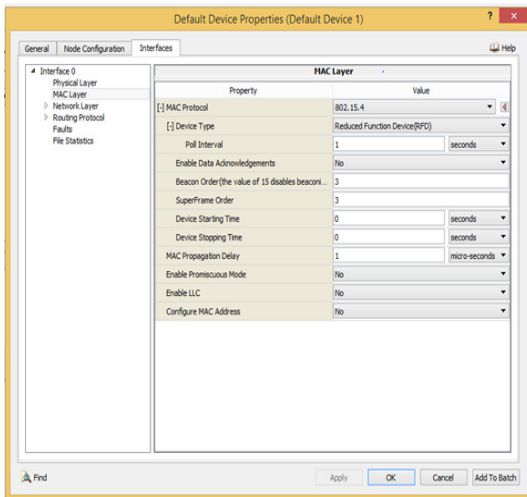 Default Device Properties (Default Device 1)
? x
General Node Configuration Interfaces Help
Interface 0
Physical Layer
MAC Layer
Network Layer
Routing Protocol
Faults
File Statistics
MAC Layer
Property Value
[-] MAC Protocol 802.15.4
[-] Device Type Reduced Function Device(RFD)
Poll Interval 1 seconds
Enable Data Acknowledgements No
Beacon Order(the value of 15 disables beaconi... 3
SuperFrame Order 3
Device Starting Time 0 seconds
Device Stopping Time 0 seconds
MAC Propagation Delay 1 micro-seconds
Enable Promiscuous Mode No
Enable LLC No
Configure MAC Address No
Find Apply OK Cancel Add To Batch